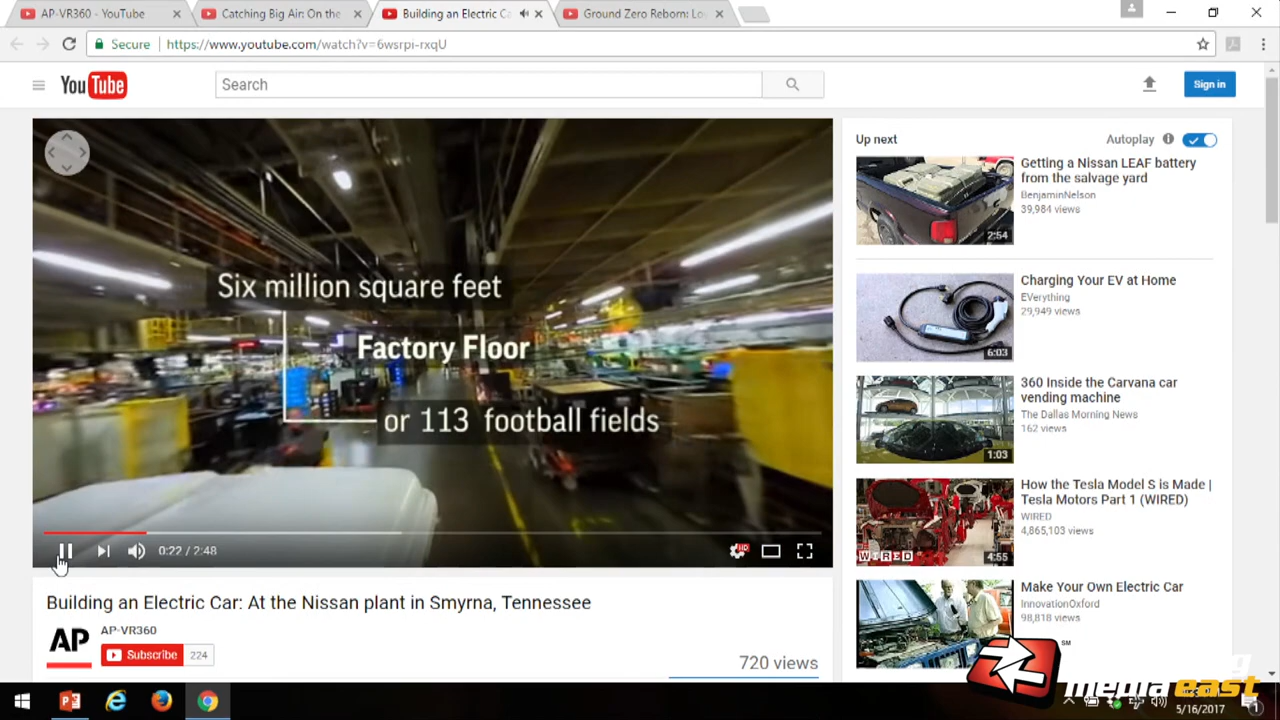 AP-VR360 - YouTube
Catching Big Air: On the
Building an Electric Ca
Ground Zero Reborn: Lo
Secure
https://www.youtube.com/watch?v=6wsrpi-rxqU
YouTube
Search
Sign in
Six million square feet
Factory Floor
or 113 football fields
0:22 / 2:48
HD
Building an Electric Car: At the Nissan plant in Smyrna, Tennessee
AP
AP-VR360
Subscribe
224
720 views
Up next
Autoplay
Getting a Nissan LEAF battery
from the salvage yard
BenjaminNelson
39,984 views
2:54
Charging Your EV at Home
EVerything
29,949 views
6:03
360 Inside the Carvana car
vending machine
The Dallas Morning News
162 views
1:03
How the Tesla Model S is Made |
Tesla Motors Part 1 (WIRED)
WIRED
4,865,103 views
WIRED
4:55
Make Your Own Electric Car
InnovationOxford
98,818 views
SM
media east
5/16/2017